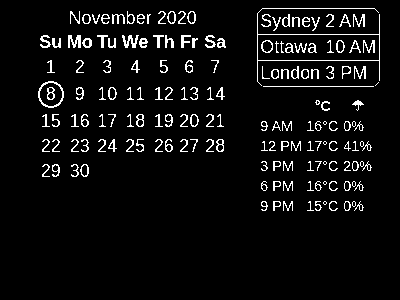 November 2020
Su Mo Tu We Th Fr Sa
1 2 3 4 5 6 7
8 9 10 11 12 13 14
15 16 17 18 19 20 21
22 23 24 25 26 27 28
29 30
Sydney 2 AM
Ottawa 10 AM
London 3 PM
°C ☂
9 AM 16°C 0%
12 PM 17°C 41%
3 PM 17°C 20%
6 PM 16°C 0%
9 PM 15°C 0%